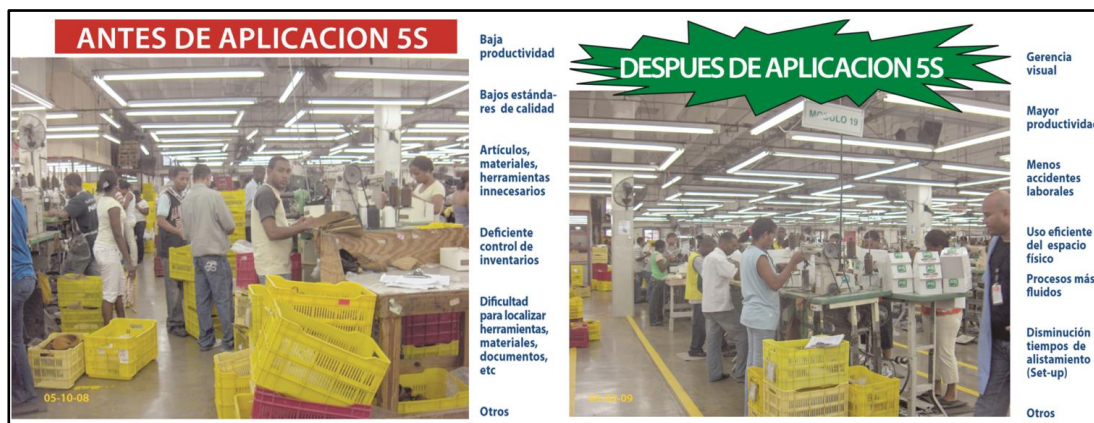 ANTES DE APLICACION 5S
Baja
productividad
Bajos estánda-
res de calidad
Artículos,
materiales,
herramientas
innecesarios
Deficiente
control de
inventarios
Dificultad
para localizar
herramientas,
materiales,
documentos,
etc
Otros
05-10-08
DESPUES DE APLICACION 5S
MODULO 19
Gerencia
visual
Mayor
productividad
Menos
accidentes
laborales
Uso eficiente
del espacio
físico
Procesos más
fluidos
Disminución
tiempos de
alistamiento
(Set-up)
Otros